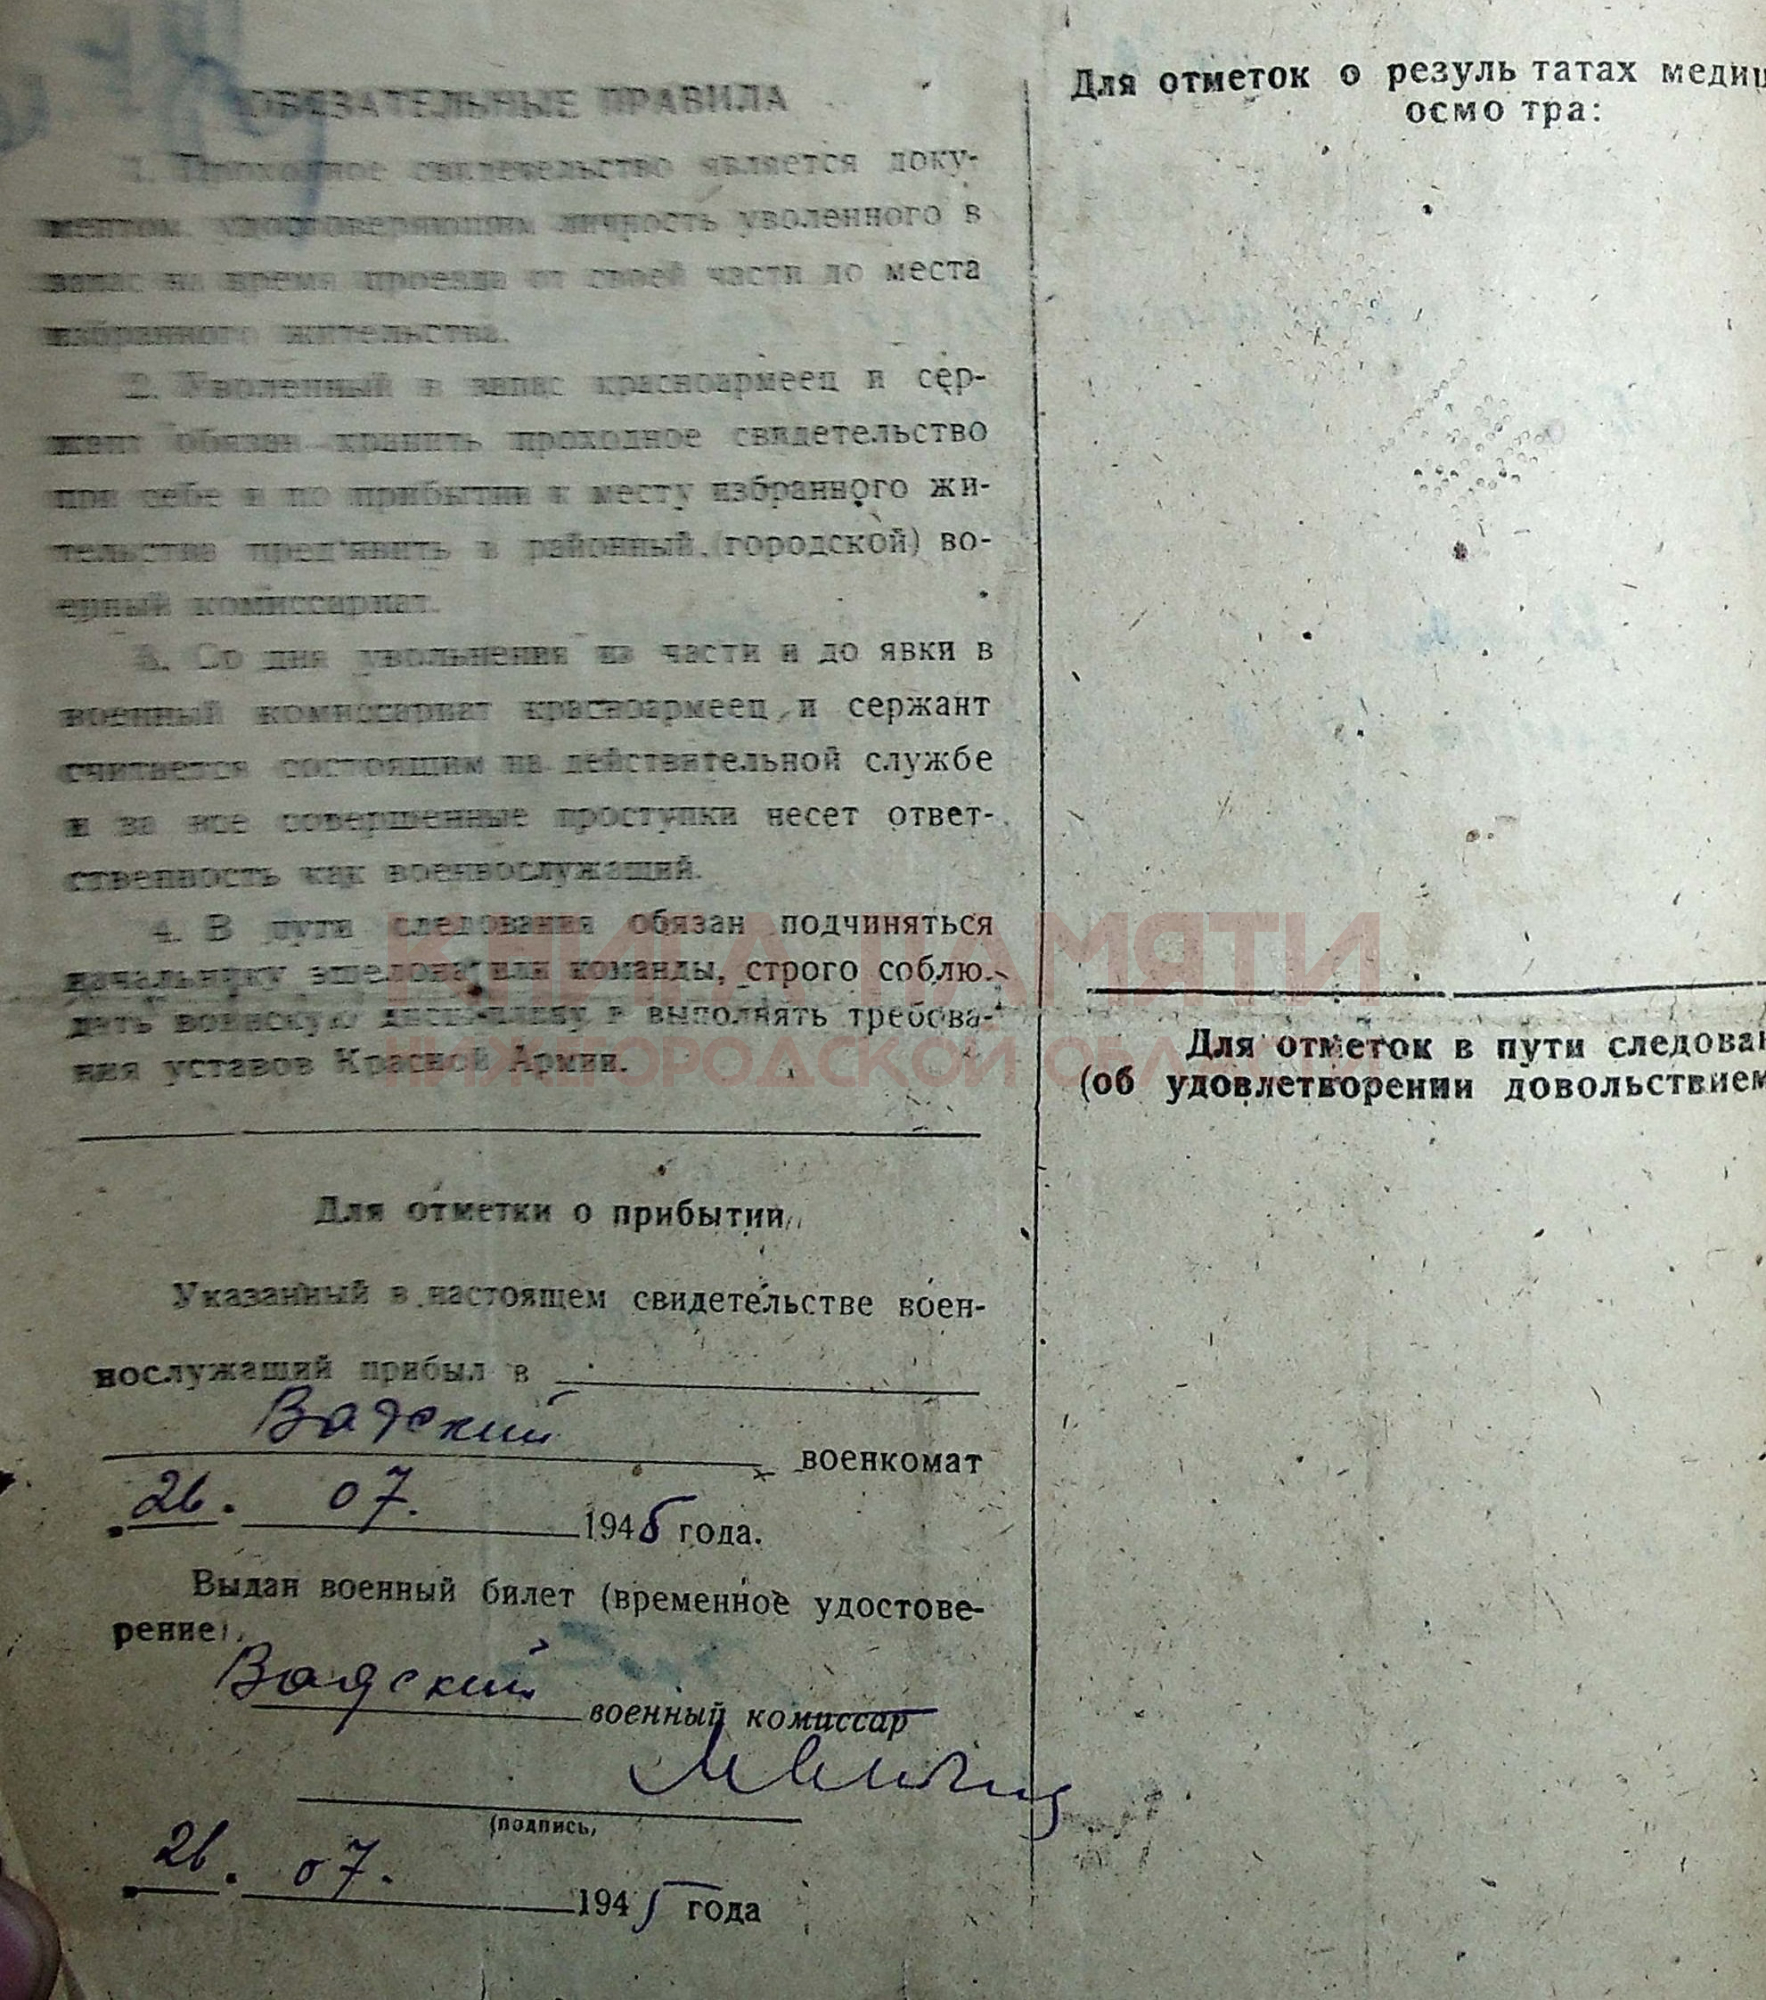 ОБЯЗАТЕЛЬНЫЕ ПРАВИЛА
1. Проходное свидетельство является доку-
ментом, удостоверяющим личность уволенного в
запас на время проезда от своей части до места
избранного жительства.
2. Уволенный в запас красноармеец и сер-
жант обязан хранить проходное свидетельство
при себе и по прибытии к месту избранного жи-
тельства пред'явить в районный (городской) во-
енный комиссариат.
3. Со дня увольнения из части и до явки в
военный комиссариат красноармеец и сержант
считается состоящим на действительной службе
и за все совершенные проступки несет ответ-
ственность как военнослужащий.
4. В пути следования обязан подчиняться
начальнику эшелона или команды, строго соблю-
дать воинскую дисциплину и выполнять требова-
ния уставов Красной Армии.
Для отметки о прибытии
Указанный в настоящем свидетельстве воен-
нослужащий прибыл в
Вадский военкомат
26. 07. 1945 года.
Выдан военный билет (временное удостове-
рение)
Вадский военный комиссар
(подпись)
26. 07. 1945 года
Для отметок о резуль татах медиц
осмо тра:
Для отметок в пути следован
(об удовлетворении довольствием
КНИГА ПАМЯТИ
НИЖЕГОРОДСКОЙ ОБЛАСТИ